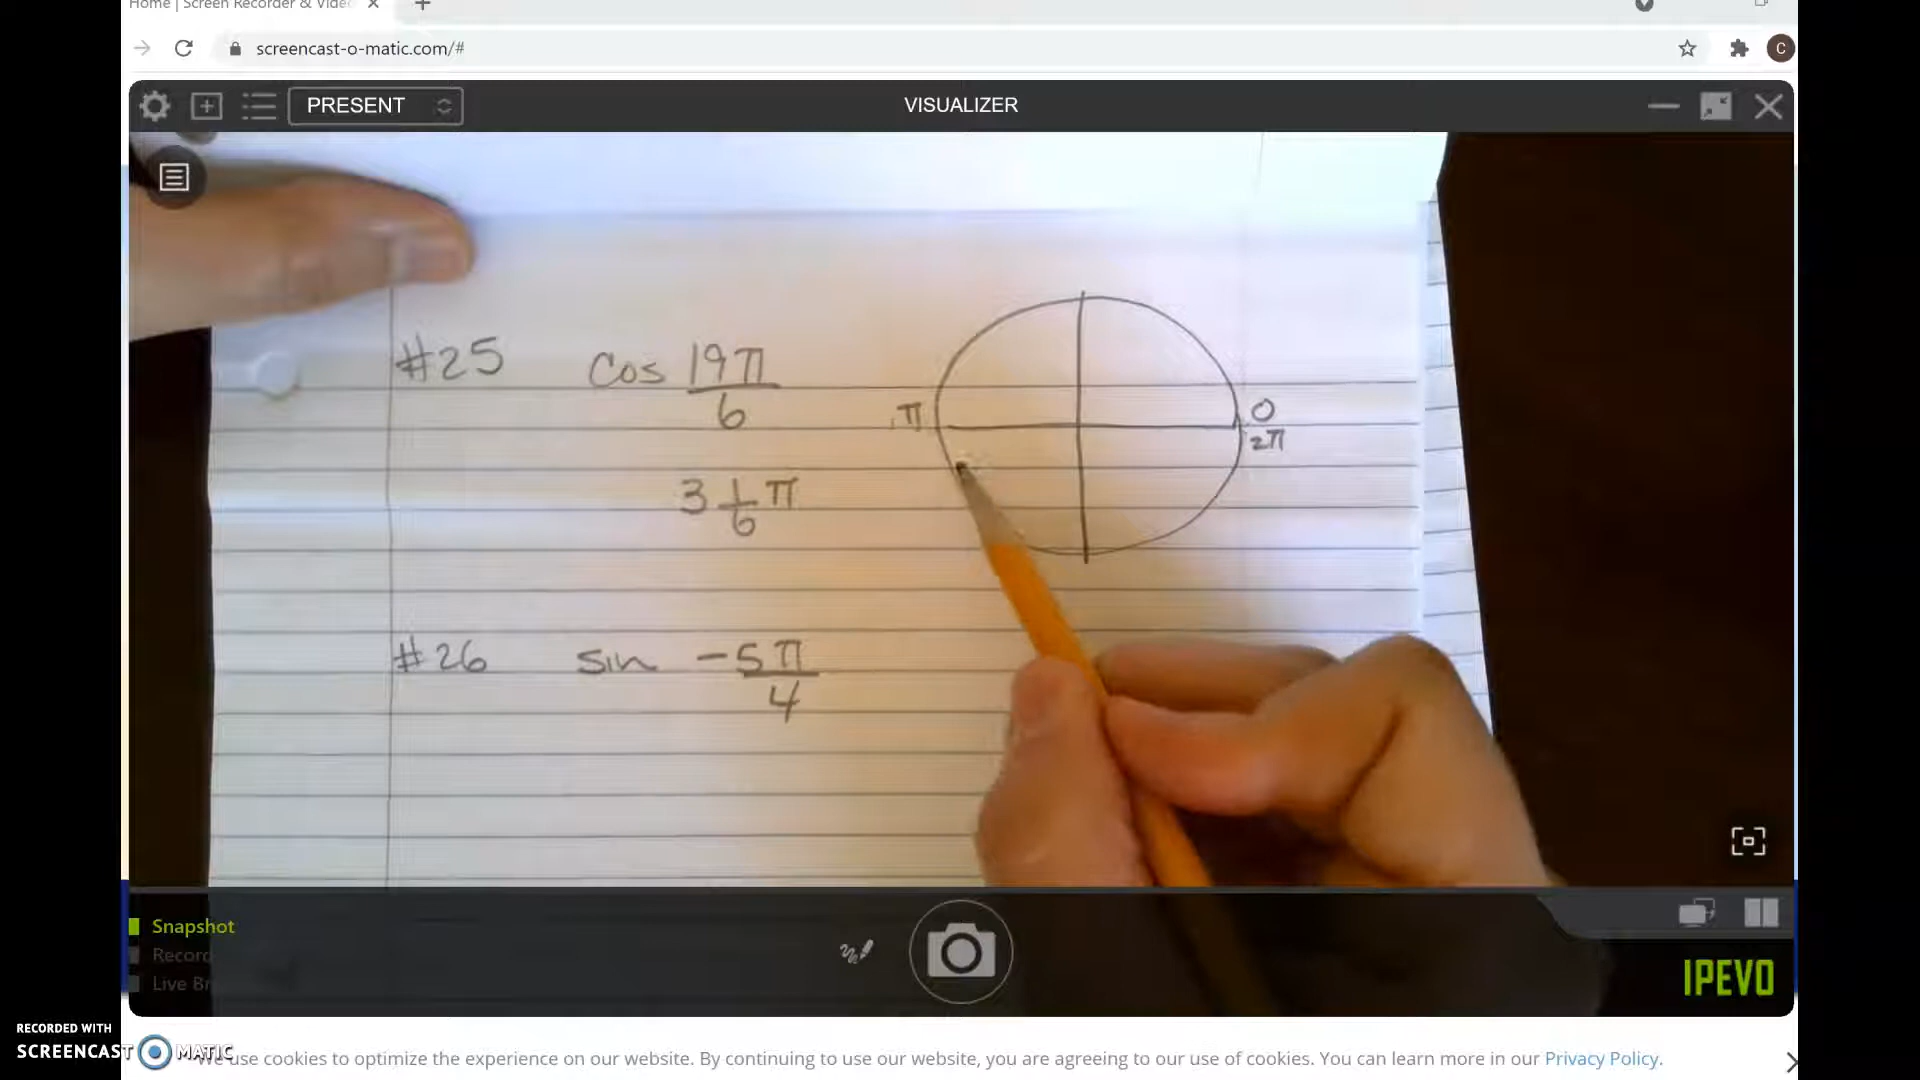 Home | Screen Recorder & Vide
screencast-o-matic.com/#
C
PRESENT
VISUALIZER
#25 cos 19π/6
π
0
2π
3 1/6 π
#26 sin -5π/4
Snapshot
Record
Live Br
IPEVO
RECORDED WITH
SCREENCAST MATIC
We use cookies to optimize the experience on our website. By continuing to use our website, you are agreeing to our use of cookies. You can learn more in our Privacy Policy.